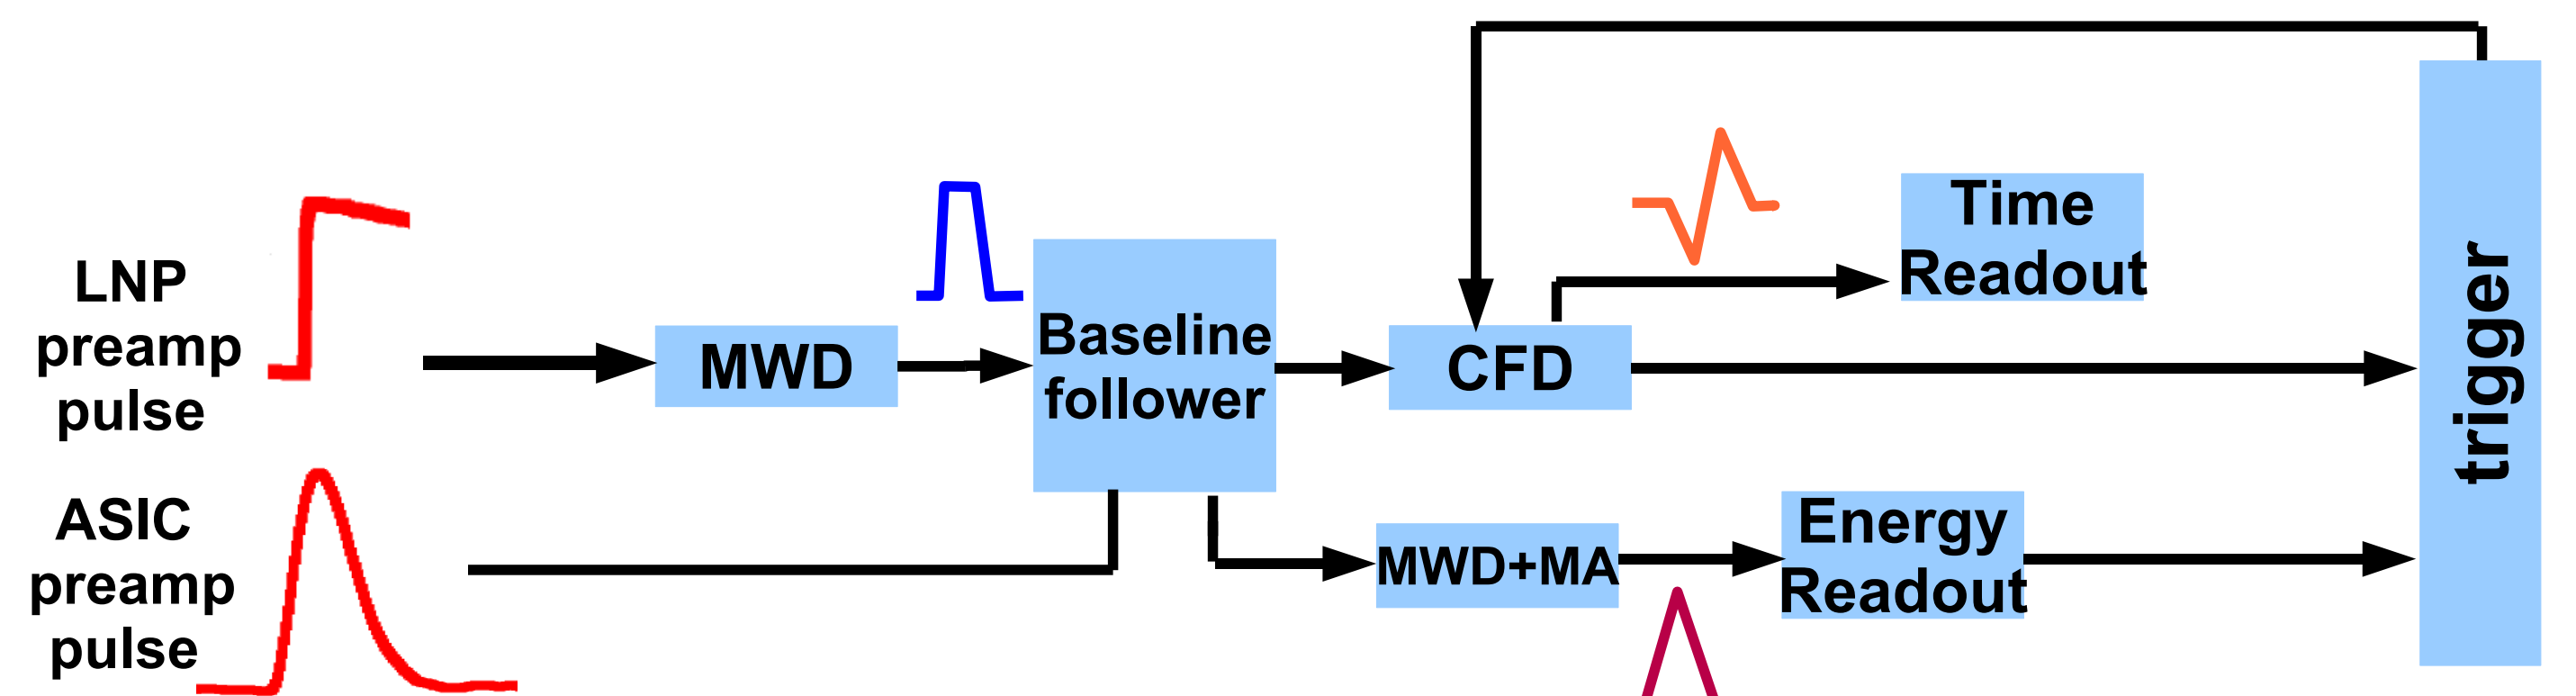 LNP
preamp
pulse
MWD
Baseline
follower
CFD
Time
Readout
trigger
ASIC
preamp
pulse
MWD+MA
Energy
Readout